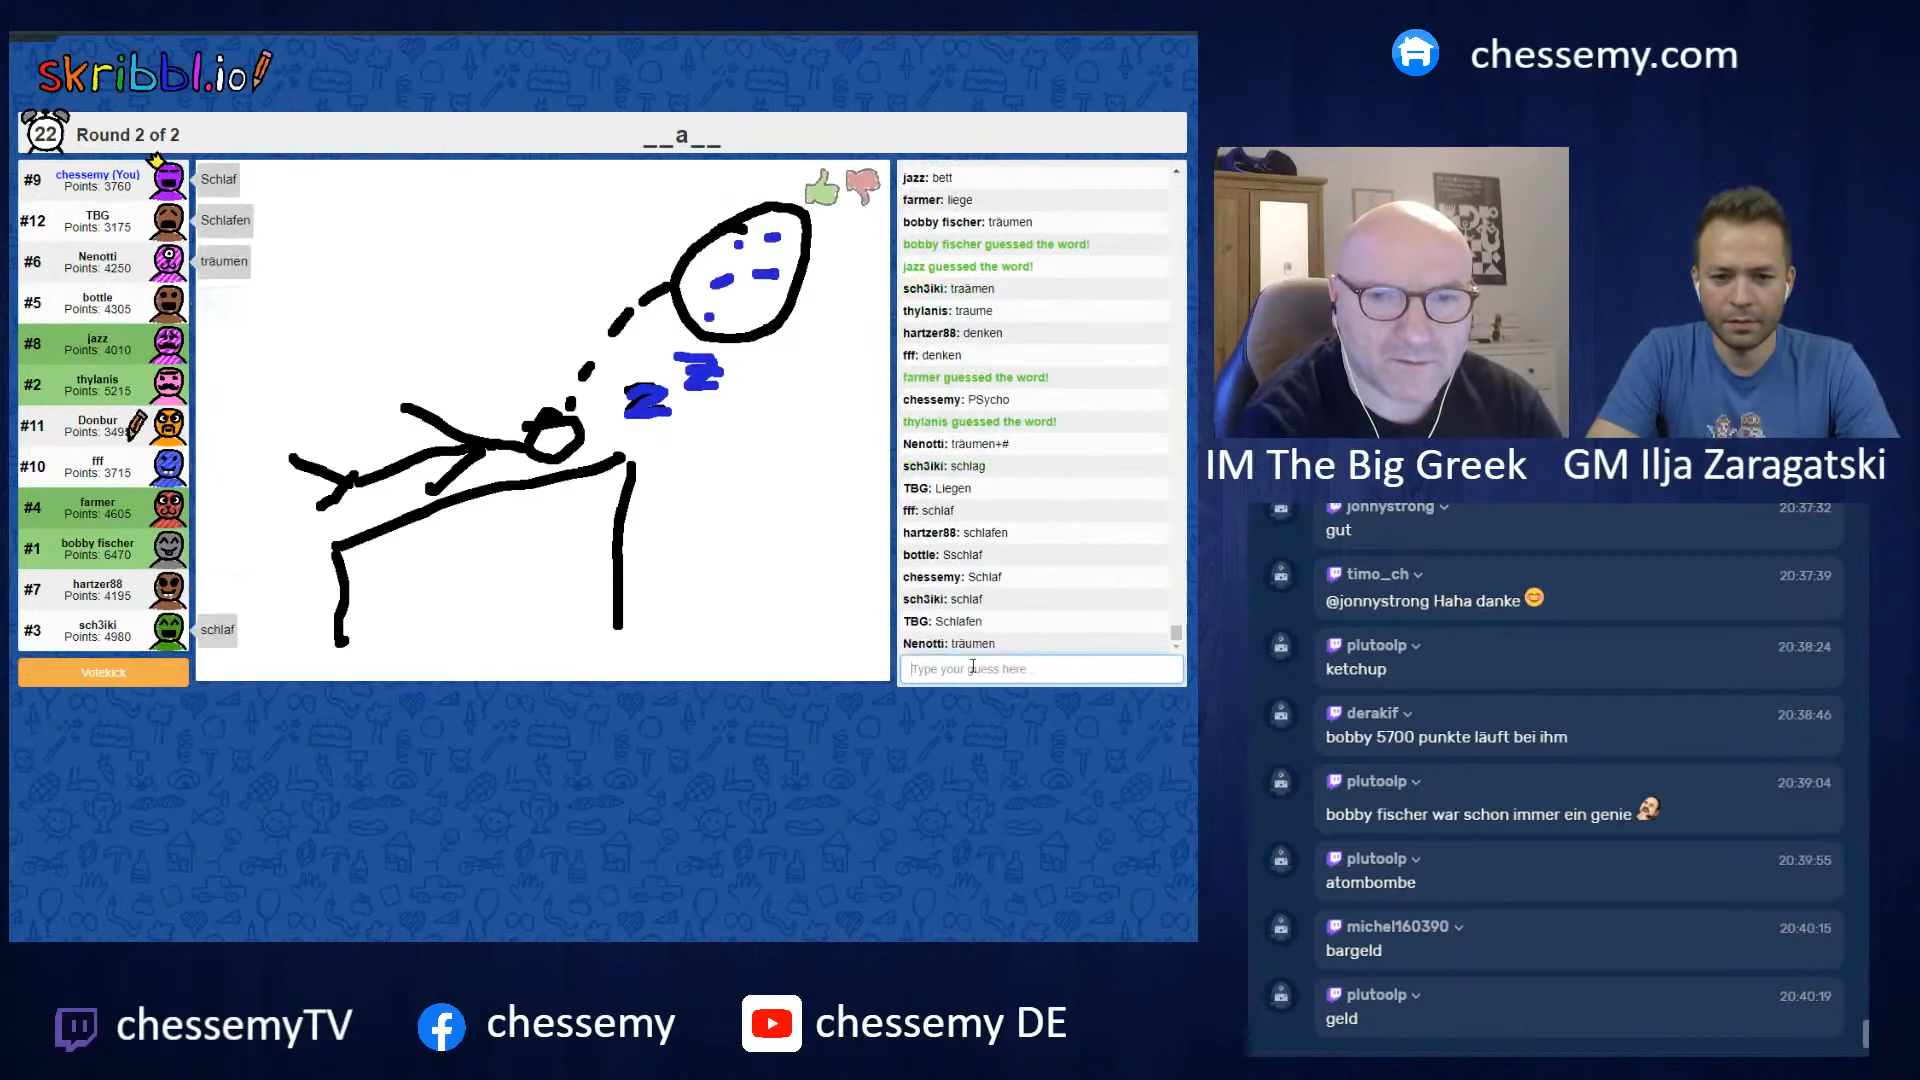 skribbl.io
22
Round 2 of 2
__a__
#9
chessemy (You)
Points: 3760
Schlaf
#12
TBG
Points: 3175
Schlafen
#6
Nenotti
Points: 4250
träumen
#5
bottle
Points: 4305
#8
jazz
Points: 4010
#2
thylanis
Points: 5215
#11
Donbur
#10
fff
Points: 3715
#4
farmer
Points: 4605
#1
bobby fischer
Points: 6470
#7
hartzer88
Points: 4195
#3
sch3iki
Points: 4980
schlaf
Votekick
z z
jazz: bett
farmer: liege
bobby fischer: träumen
bobby fischer guessed the word!
jazz guessed the word!
sch3iki: traämen
thylanis: traume
hartzer88: denken
fff: denken
farmer guessed the word!
chessemy: PSycho
thylanis guessed the word!
Nenotti: träumen+#
sch3iki: schlag
TBG: Liegen
fff: schlaf
hartzer88: schlafen
bottle: Sschlaf
chessemy: Schlaf
sch3iki: schlaf
TBG: Schlafen
Nenotti: träumen
Type your guess here...
chessemy.com
IM The Big Greek
GM Ilja Zaragatski
jonnystrong
20:37:32
gut
timo_ch
20:37:39
@jonnystrong Haha danke
plutoolp
20:38:24
ketchup
derakif
20:38:46
bobby 5700 punkte läuft bei ihm
plutoolp
20:39:04
bobby fischer war schon immer ein genie
plutoolp
20:39:55
atombombe
michel160390
20:40:15
bargeld
plutoolp
20:40:19
geld
chessemyTV
chessemy
chessemy DE